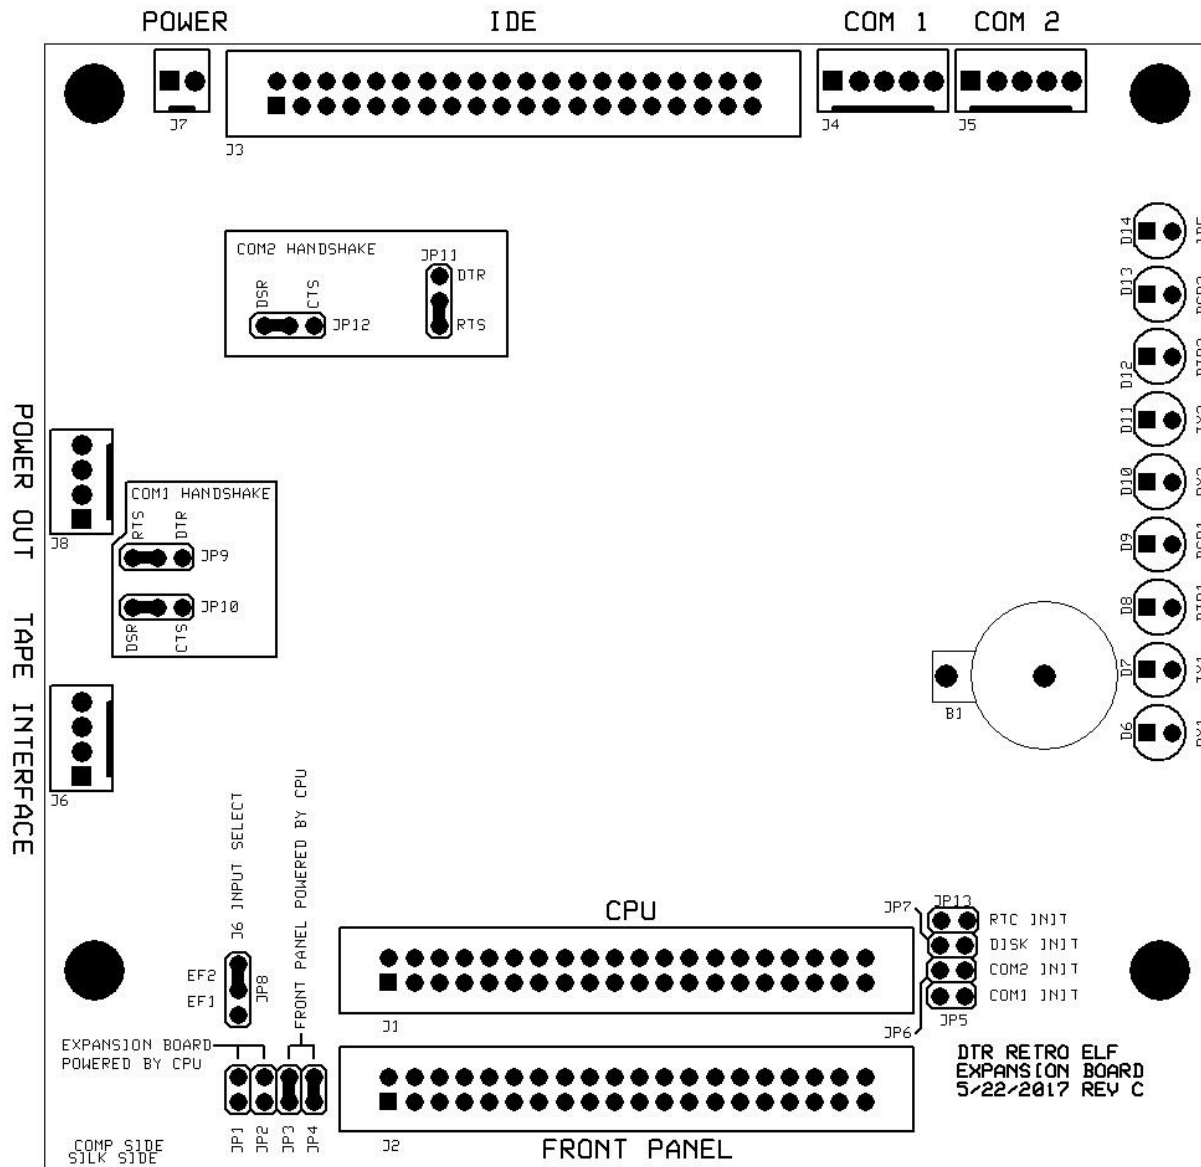 POWER
IDE
COM 1
COM 2
J7
J3
J4
J5
COM2 HANDSHAKE
JP11
DTR
DSR
CTS
JP12
RTS
D14
D13
D12
D11
D10
D9
D8
D7
D6
POWER OUT
J8
COM1 HANDSHAKE
RTS
DTR
JP9
JP10
DSR
CTS
TAPE INTERFACE
J6
B1
J6 INPUT SELECT
FRONT PANEL POWERED BY CPU
EF2
EF1
JP8
CPU
J1
JP7
JP13
RTC INIT
DISK INIT
COM2 INIT
COM1 INIT
JP5
JP6
EXPANSION BOARD
POWERED BY CPU
JP1
JP2
JP3
JP4
J2
FRONT PANEL
DTR RETRO ELF
EXPANSION BOARD
5/22/2017 REV C
COMP SIDE
SILK SIDE